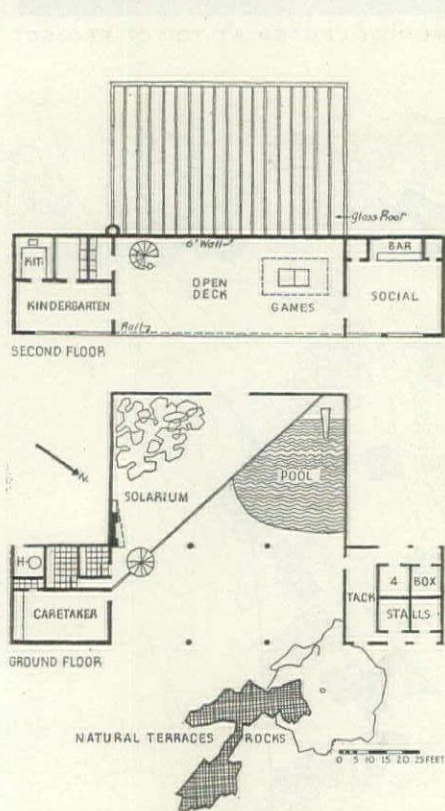 Glass Roof
6' Wall
BAR
KIT.
OPEN
DECK
SOCIAL
KINDERGARTEN
GAMES
Rail
SECOND FLOOR
POOL
SOLARIUM
N.
H
TACK
4 BOX
STALLS
CARETAKER
GROUND FLOOR
NATURAL TERRACES ROCKS
0 5 10 15 20 25 FEET